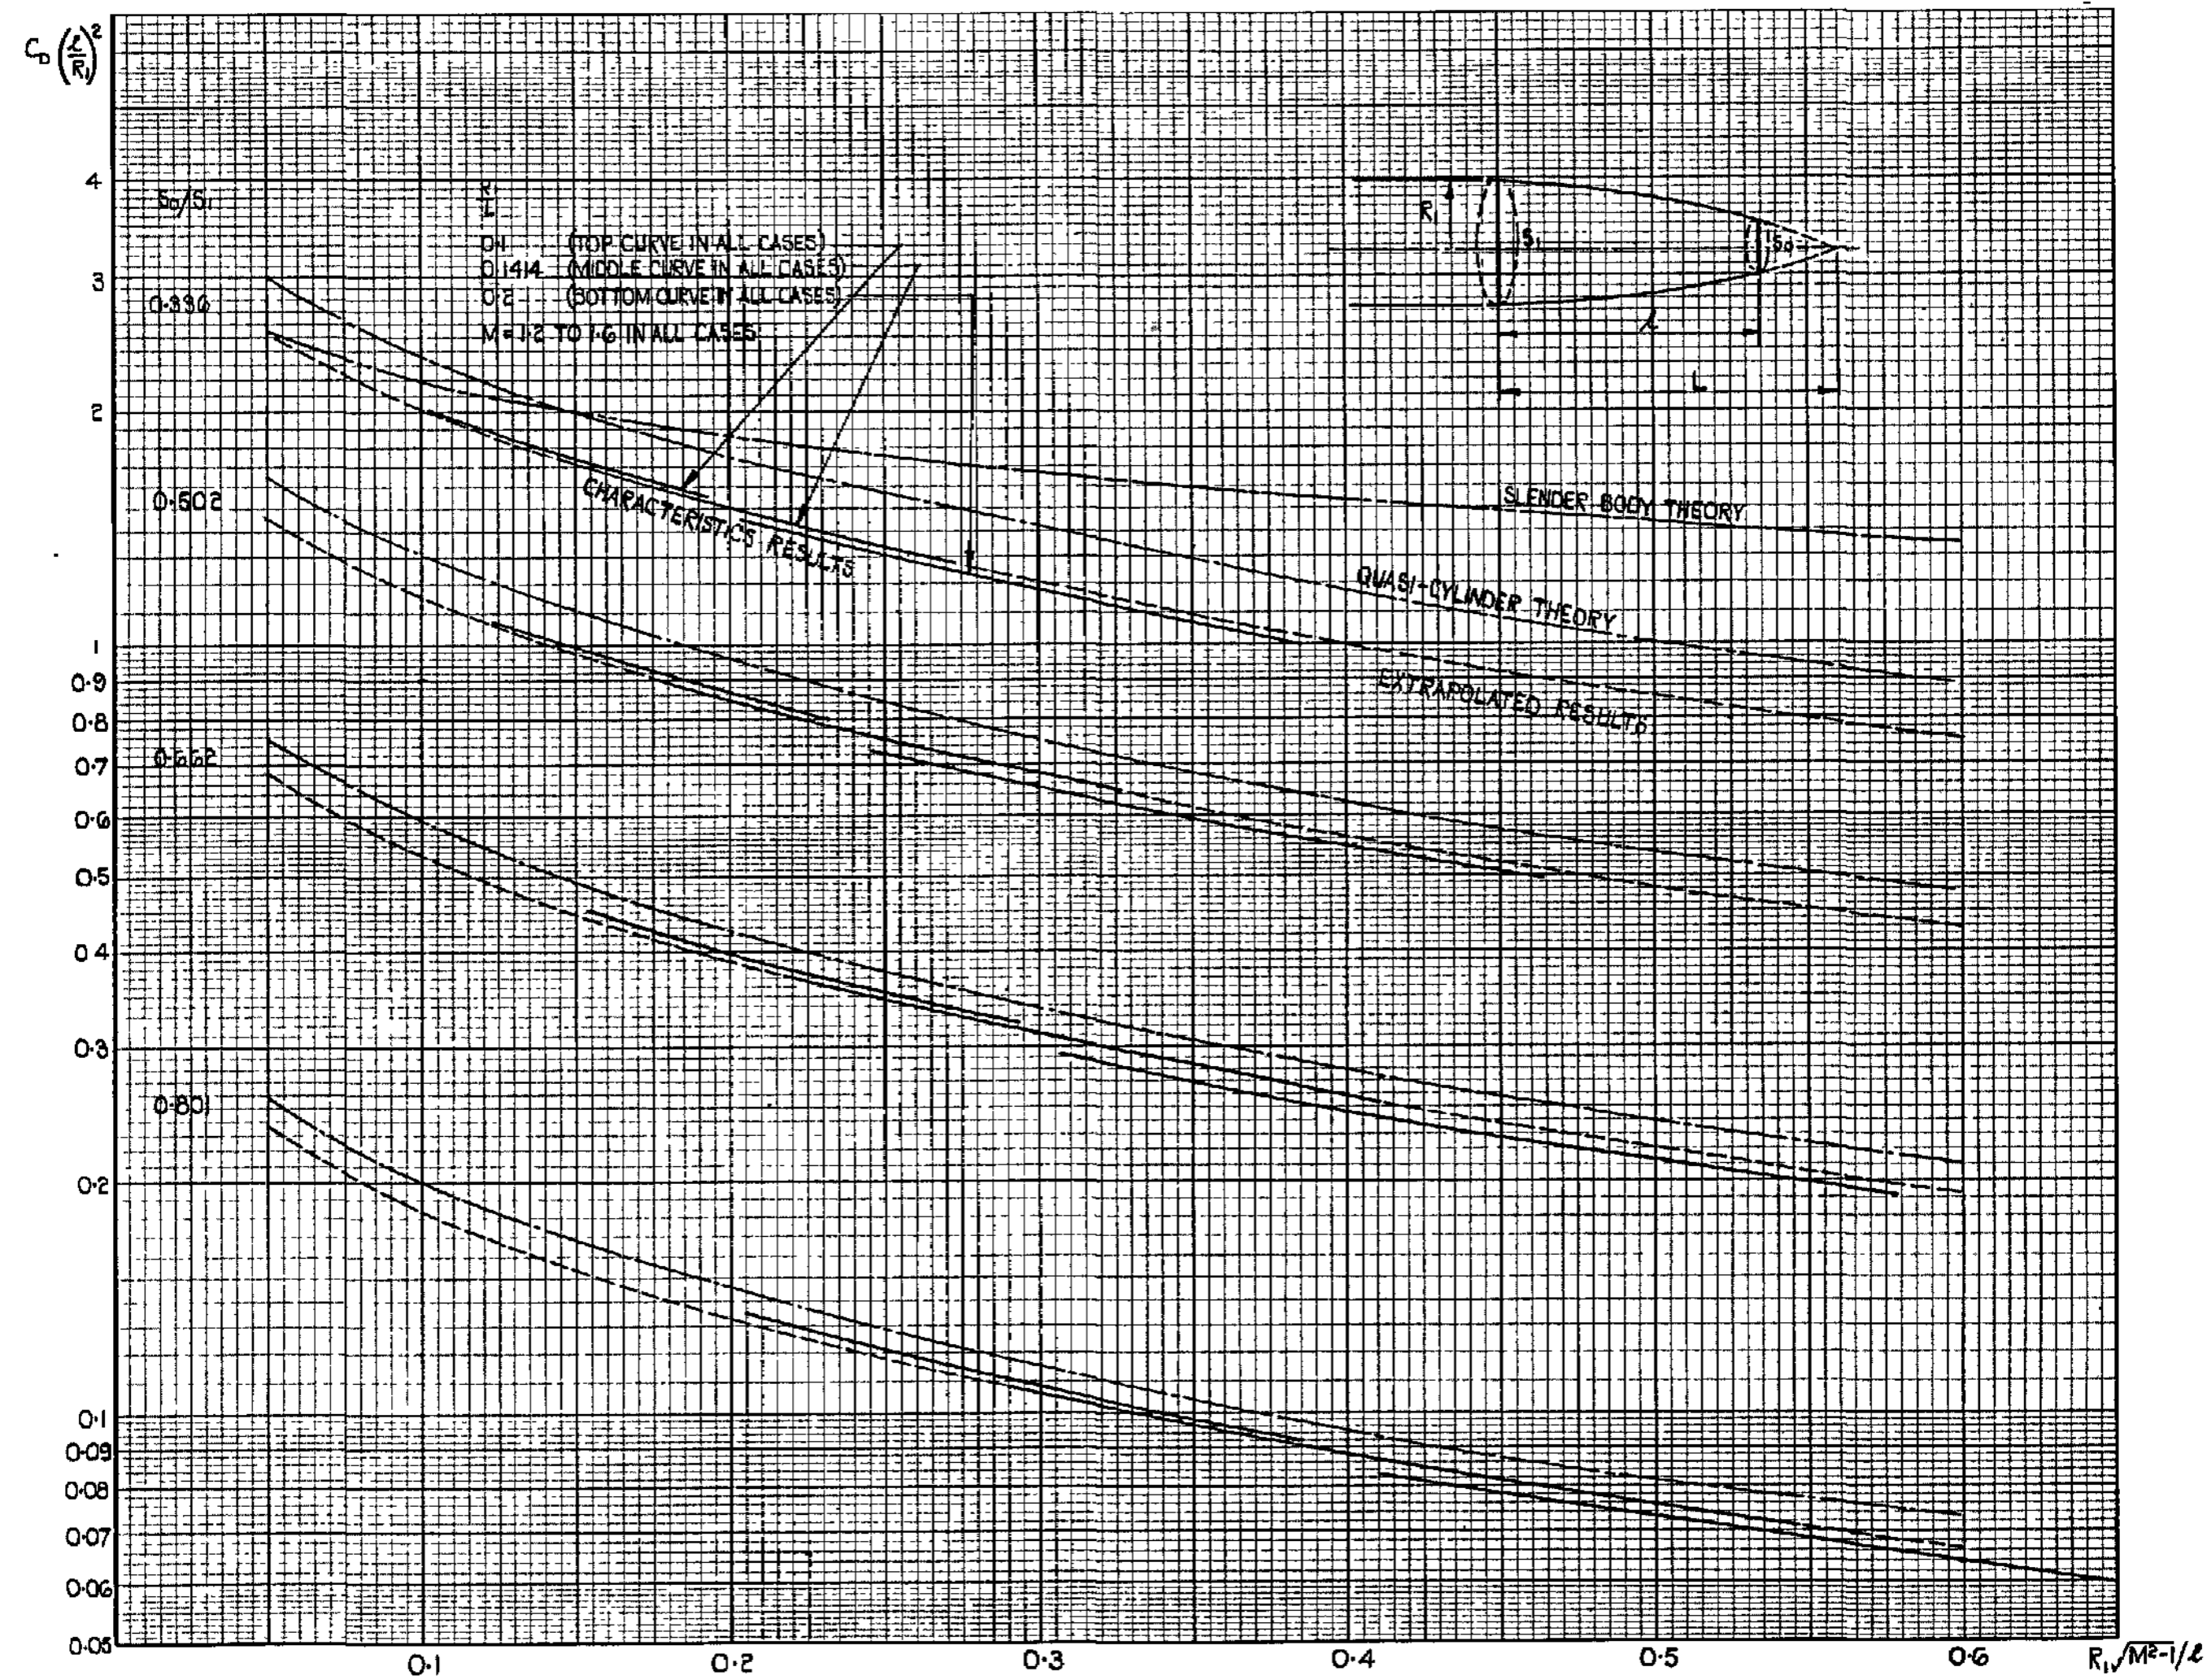 C_D (ℓ/R₁)²
4
3
2
1
0·9
0·8
0·7
0·6
0·5
0·4
0·3
0·2
0·1
0·09
0·08
0·07
0·06
0·05
S₀/S₁
0·336
0·502
0·662
0·801
L
0·1 (TOP CURVE IN ALL CASES)
0·1414 (MIDDLE CURVE IN ALL CASES)
0·2 (BOTTOM CURVE IN ALL CASES)
M = 1·2 TO 1·6 IN ALL CASES
R₁
S₁
S₀
ℓ
L
SLENDER BODY THEORY
CHARACTERISTICS RESULTS
QUASI-CYLINDER THEORY
EXTRAPOLATED RESULTS
0·1 0·2 0·3 0·4 0·5 0·6 R₁√M²-1/ℓ